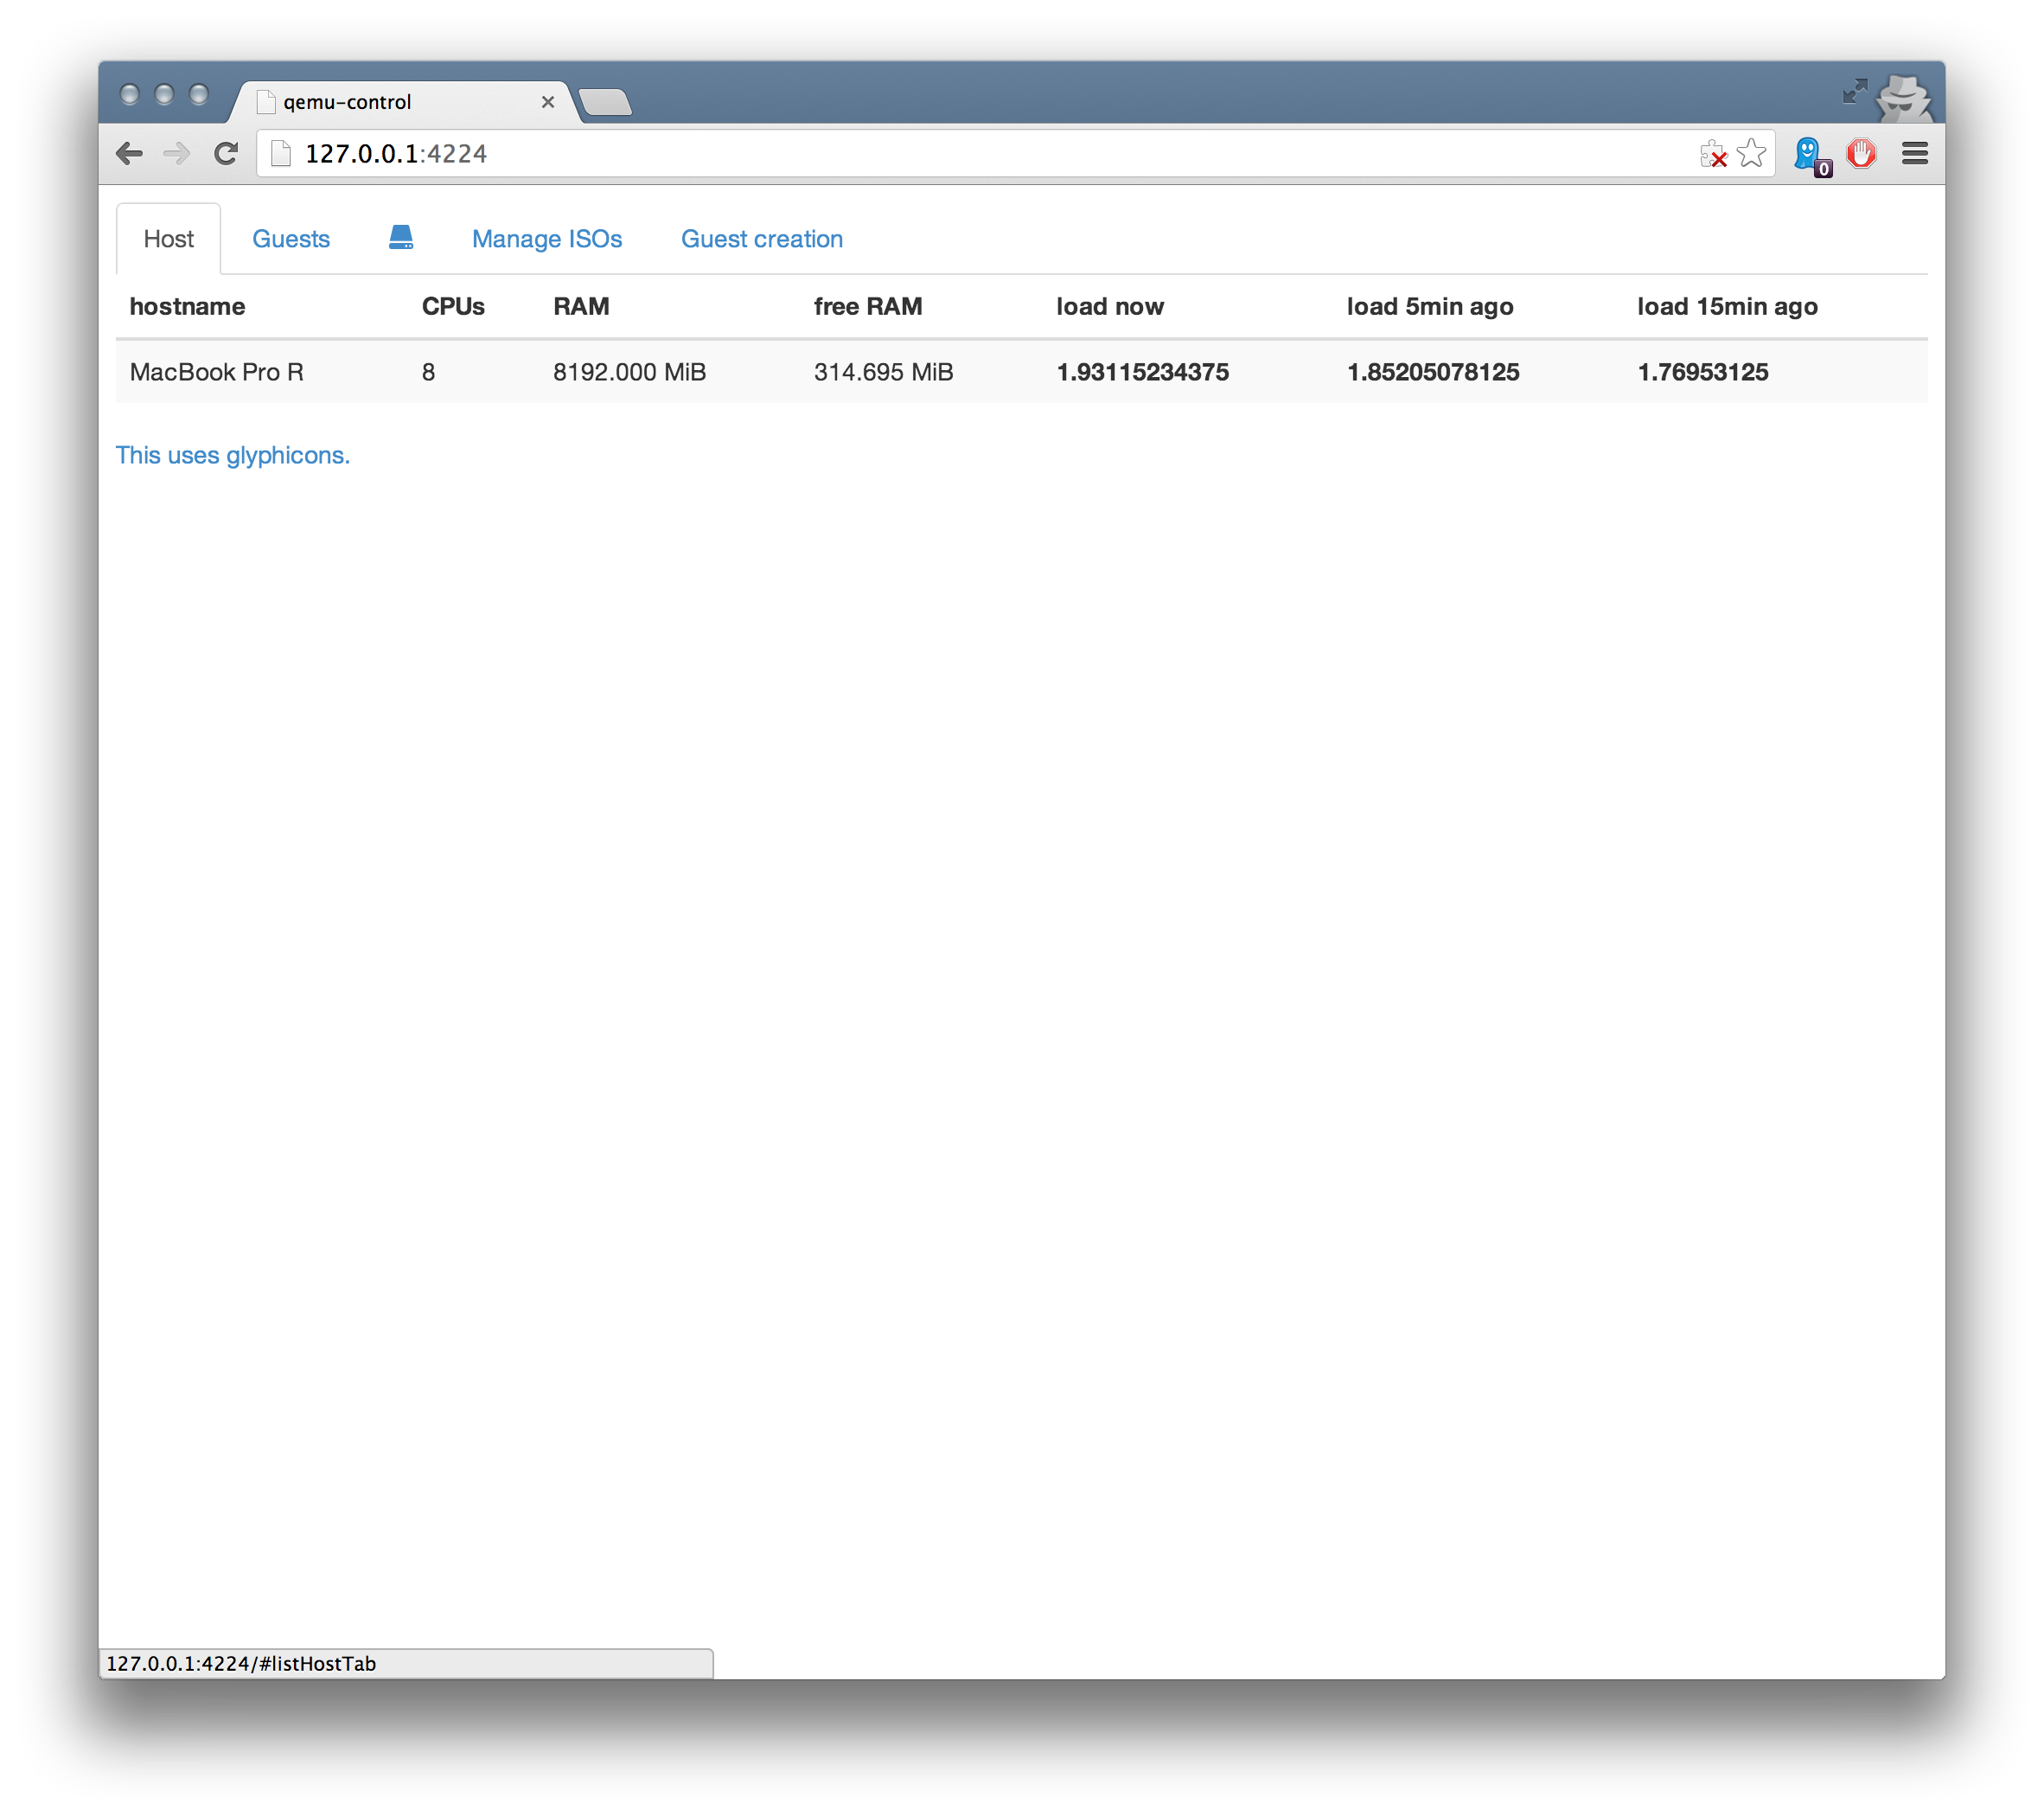 qemu-control
127.0.0.1:4224
0
Host Guests Manage ISOs Guest creation
hostname CPUs RAM free RAM load now load 5min ago load 15min ago
MacBook Pro R 8 8192.000 MiB 314.695 MiB 1.93115234375 1.85205078125 1.76953125
This uses glyphicons.
127.0.0.1:4224/#listHostTab